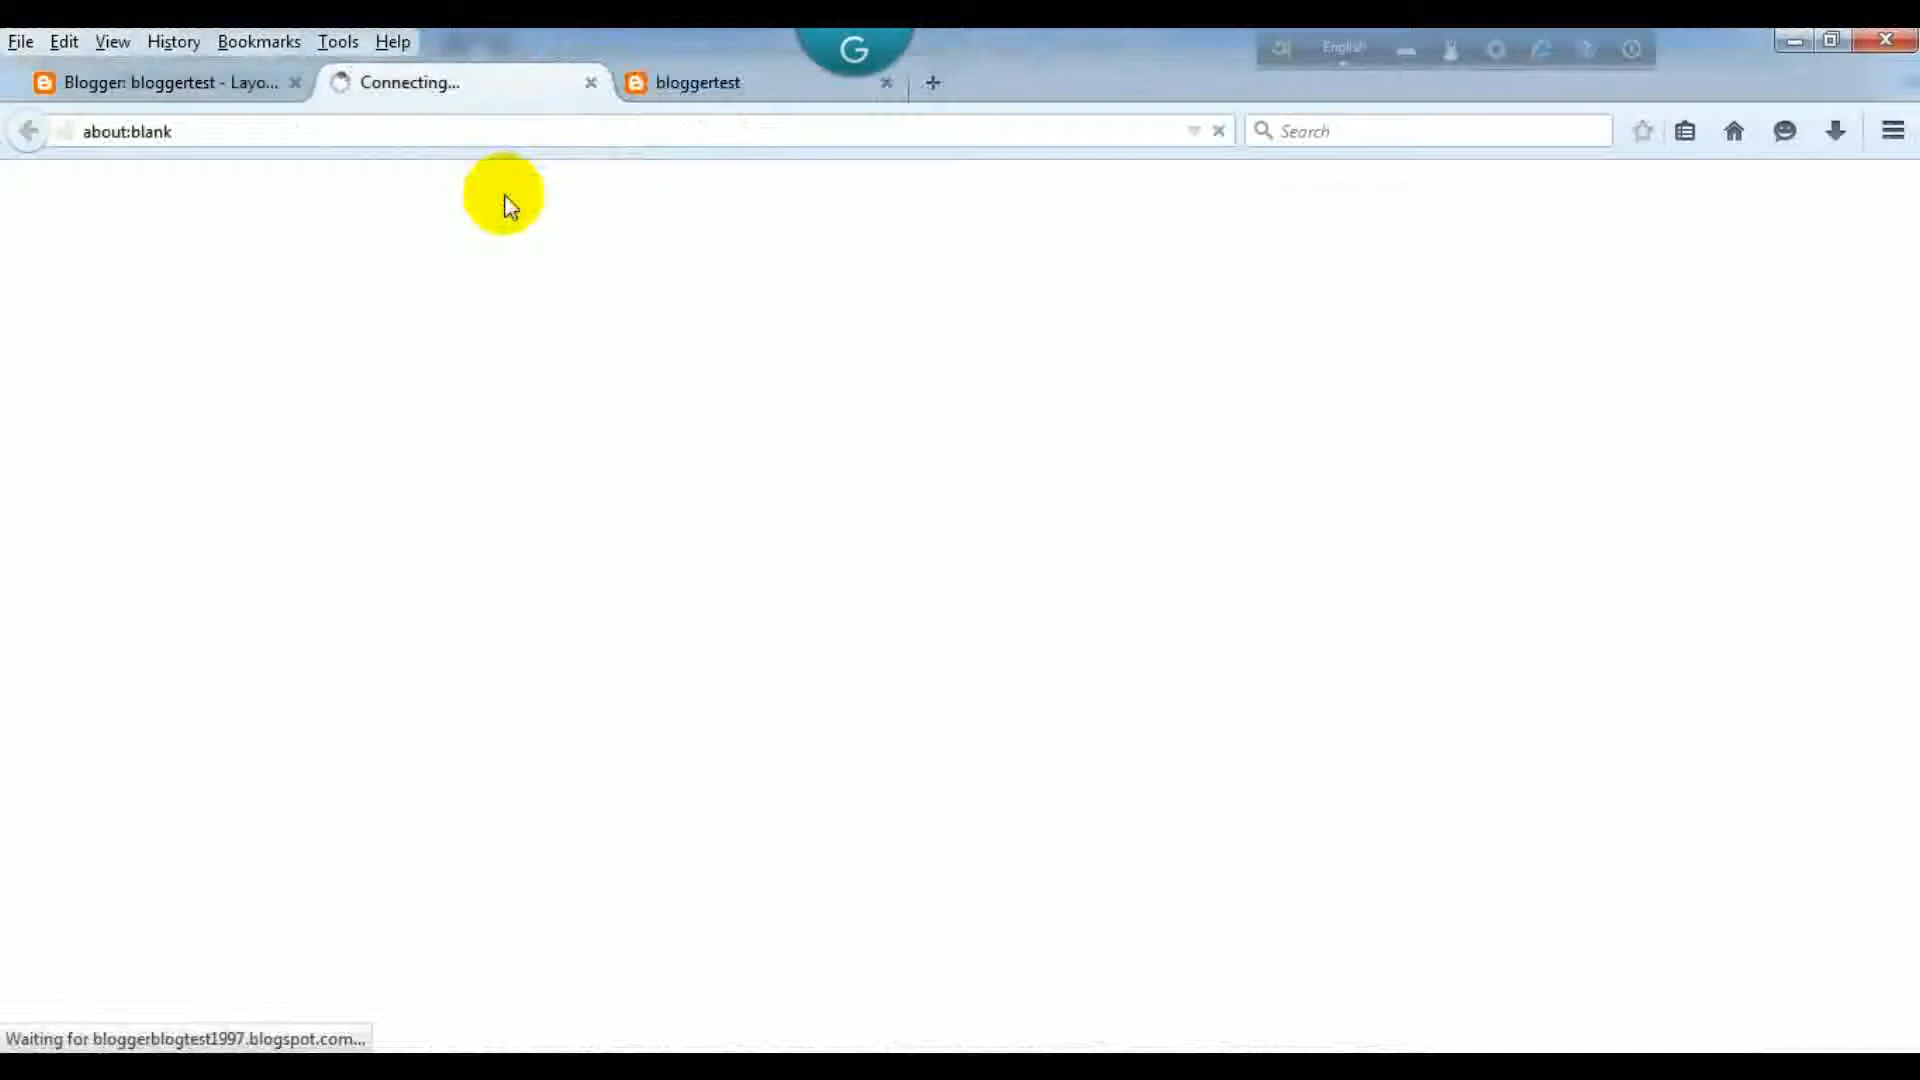 File Edit View History Bookmarks Tools Help
G
English
Blogger: bloggertest - Layo...
Connecting...
bloggertest
about:blank
Search
Waiting for bloggerblogtest1997.blogspot.com...